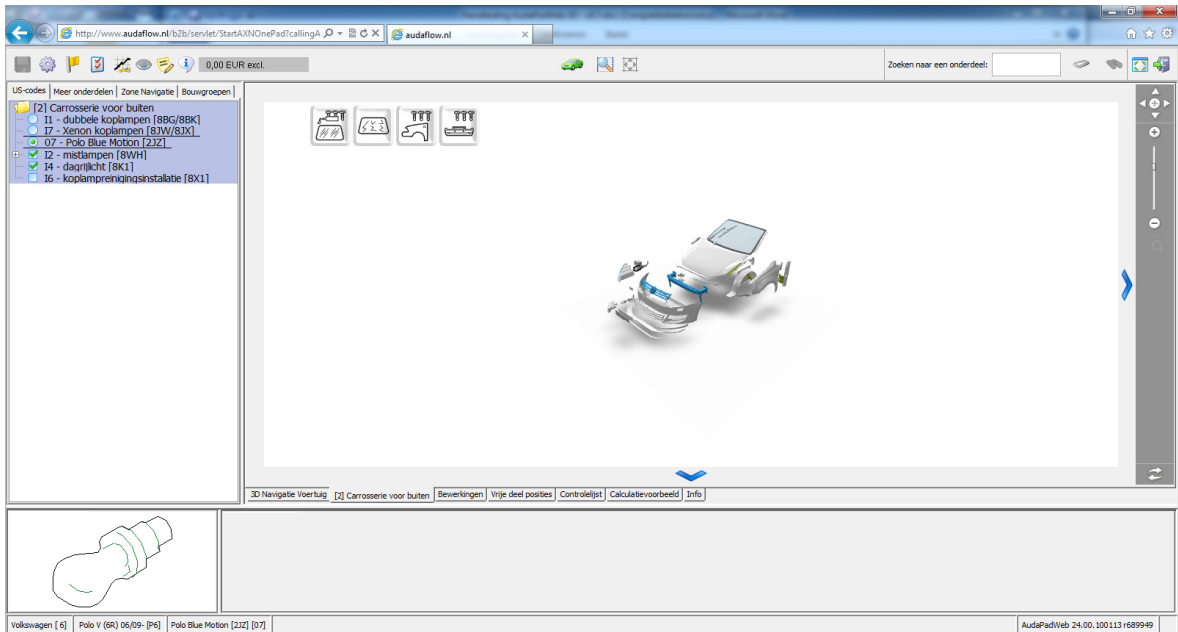 http://www.audaflow.nl/b2b/servlet/StartAXNOnePad?callingA
audaflow.nl
0,00 EUR excl.
Zoeken naar een onderdeel:
US-codes
Meer onderdelen
Zone Navigatie
Bouwgroepen
[2] Carrosserie voor buiten
I1 - dubbele koplampen [8BG/8BK]
I7 - Xenon koplampen [8JW/8JX]
07 - Polo Blue Motion [2JZ]
I2 - mistlampen [8WH]
I4 - dagrijlicht [8K1]
I6 - koplampreinigingsinstallatie [8X1]
3D Navigatie Voertuig
[2] Carrosserie voor buiten
Bewerkingen
Vrije deel posities
Controlelijst
Calculatievoorbeeld
Info
Volkswagen [ 6]
Polo V (6R) 06/09- [P6]
Polo Blue Motion [2JZ] [07]
AudaPadWeb 24.00.100113 r689949